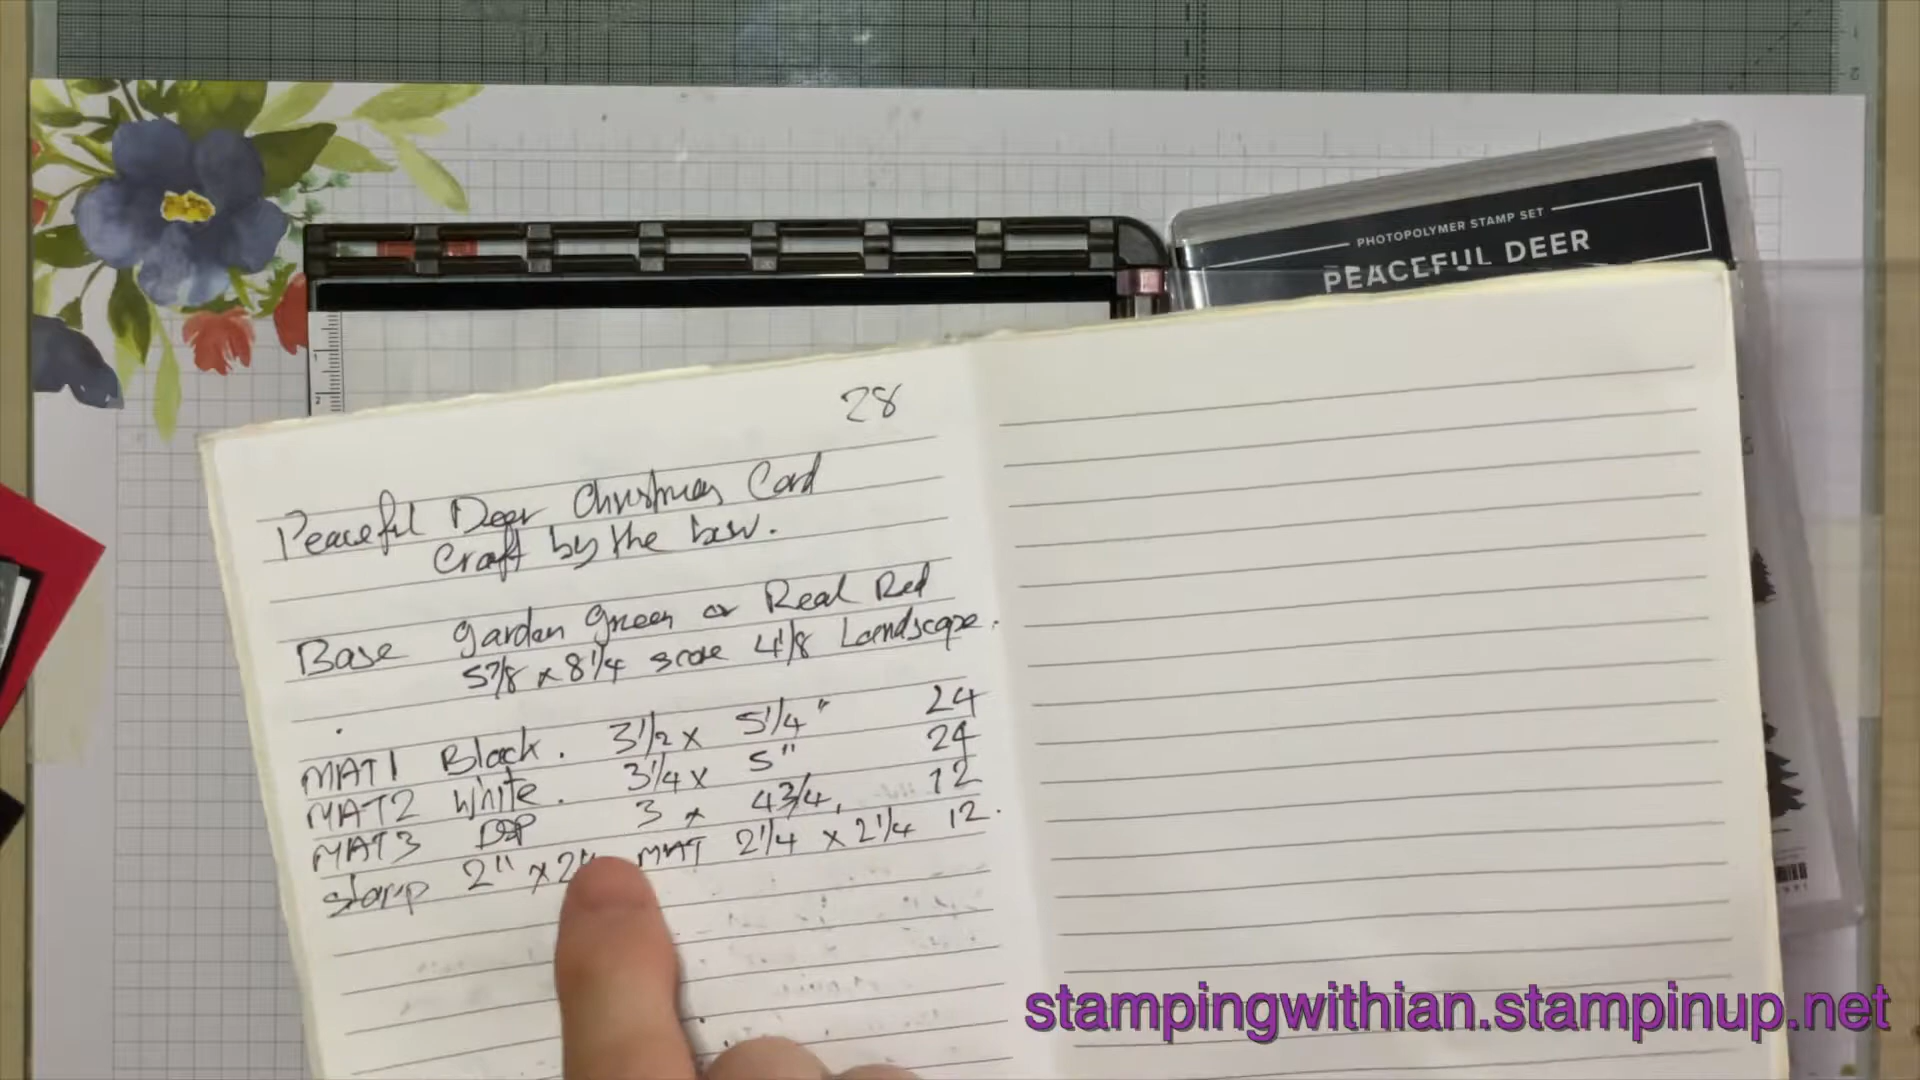 PHOTOPOLYMER STAMP SET
PEACEFUL DEER
28
Peaceful Deer Christmas Card
Craft by the box.
Base Garden Green or Real Red
5 7/8 x 8 1/4 score 4 1/8 Landscape.
MAT1 Black. 3 1/2 x 5 1/4" 24
MAT2 White. 3 1/4 x 5" 24
MAT3 DSP 3 x 4 3/4, 12
Stamp 2" x 2" MAT 2 1/4 x 2 1/4 12.
stampingwithian.stampinup.net